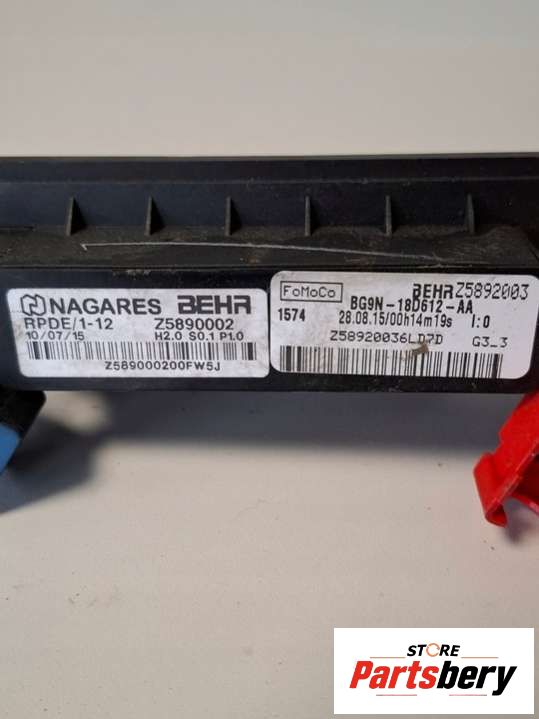 NAGARES BEHR
RPDE/1-12 Z5890002
10/07/15 H2.0 S0.1 P1.0
Z589000200FW5J
FoMoCo BEHR Z5892003
BG9N-18D612-AA
1574 28.08.15/00h14m19s I:0
Z58920036LD7D G3_3
STORE
Partsbery